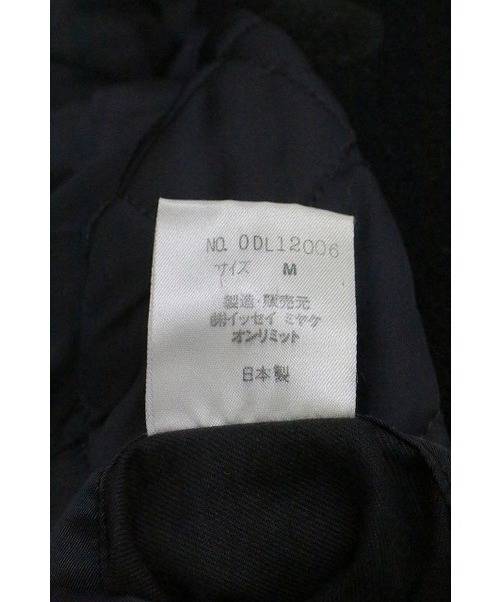 NO. ODL12006
サイズ M
製造・販売元
㈱イッセイ ミヤケ
オンリミット
日本製